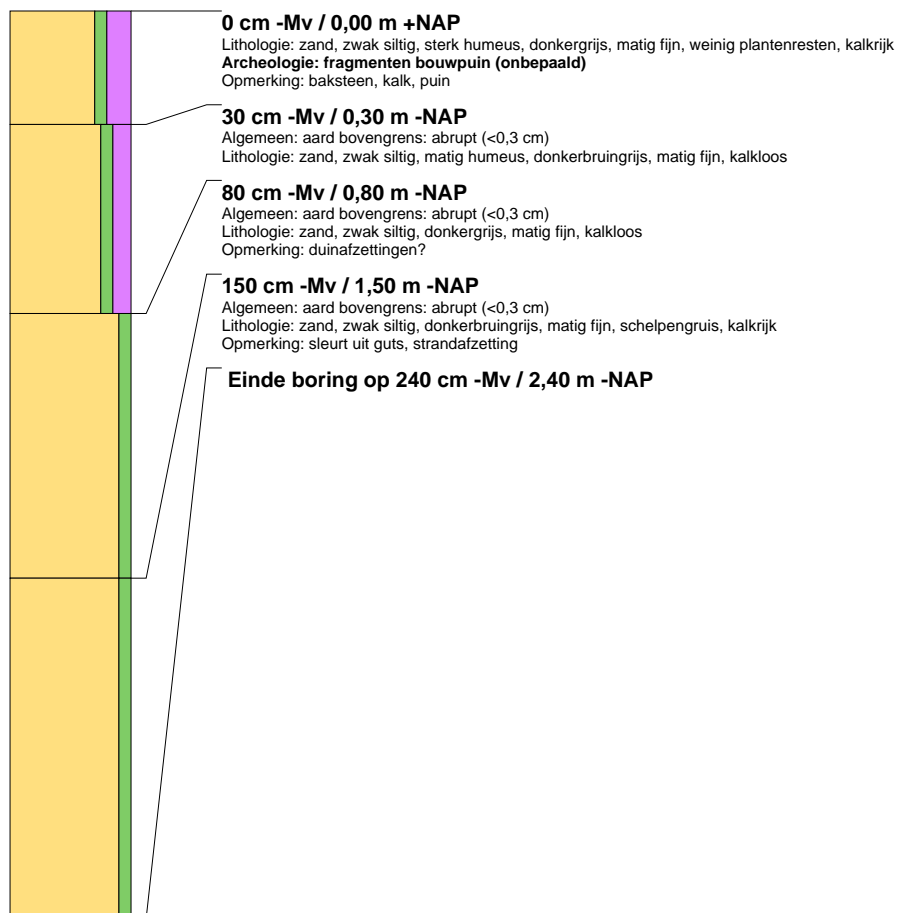 0 cm -Mv / 0,00 m +NAP
Lithologie: zand, zwak siltig, sterk humeus, donkergrijs, matig fijn, weinig plantenresten, kalkrijk
Archeologie: fragmenten bouwpuin (onbepaald)
Opmerking: baksteen, kalk, puin
30 cm -Mv / 0,30 m -NAP
Algemeen: aard bovengrens: abrupt (<0,3 cm)
Lithologie: zand, zwak siltig, matig humeus, donkerbruingrijs, matig fijn, kalkloos
80 cm -Mv / 0,80 m -NAP
Algemeen: aard bovengrens: abrupt (<0,3 cm)
Lithologie: zand, zwak siltig, donkergrijs, matig fijn, kalkloos
Opmerking: duinafzettingen?
150 cm -Mv / 1,50 m -NAP
Algemeen: aard bovengrens: abrupt (<0,3 cm)
Lithologie: zand, zwak siltig, donkerbruingrijs, matig fijn, schelpengruis, kalkrijk
Opmerking: sleurt uit guts, strandafzetting
Einde boring op 240 cm -Mv / 2,40 m -NAP